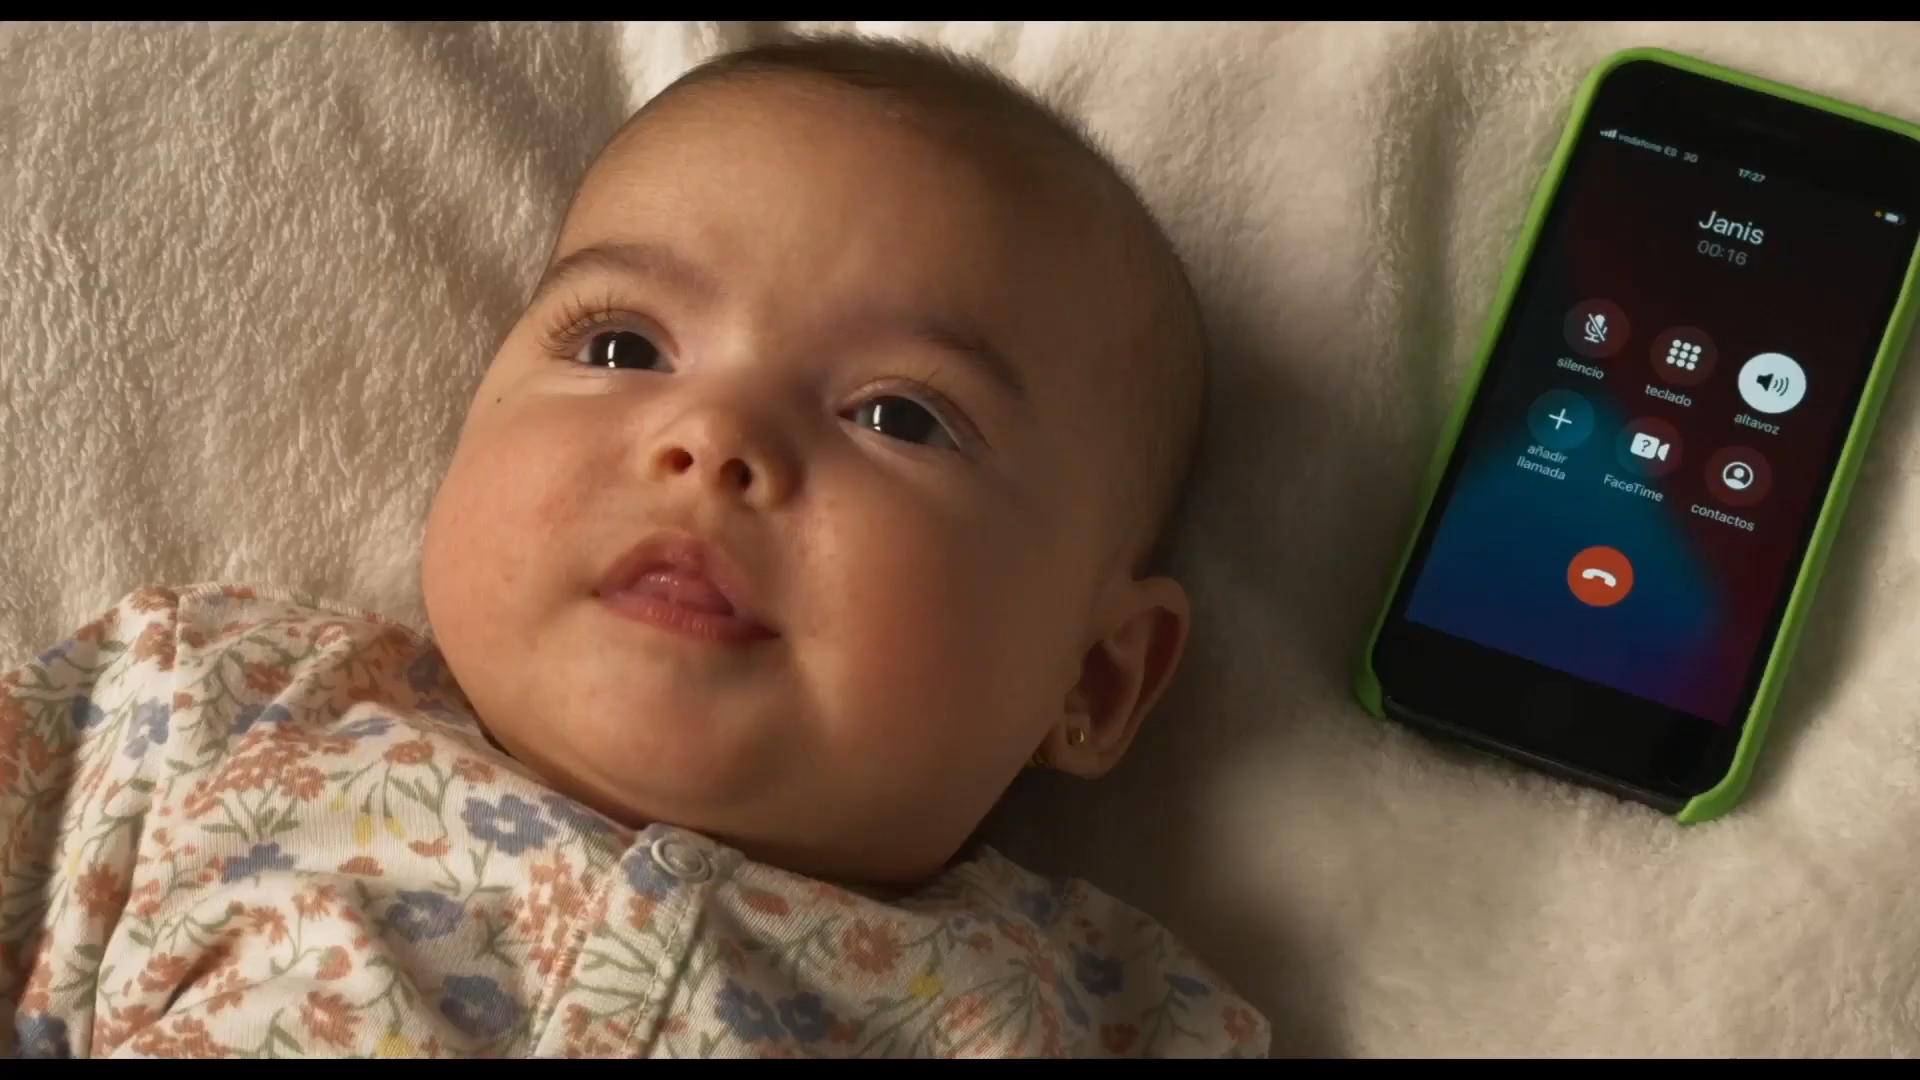 vodafone ES 3G
17:27
Janis
00:16
silencio
teclado
altavoz
añadir
llamada
FaceTime
contactos